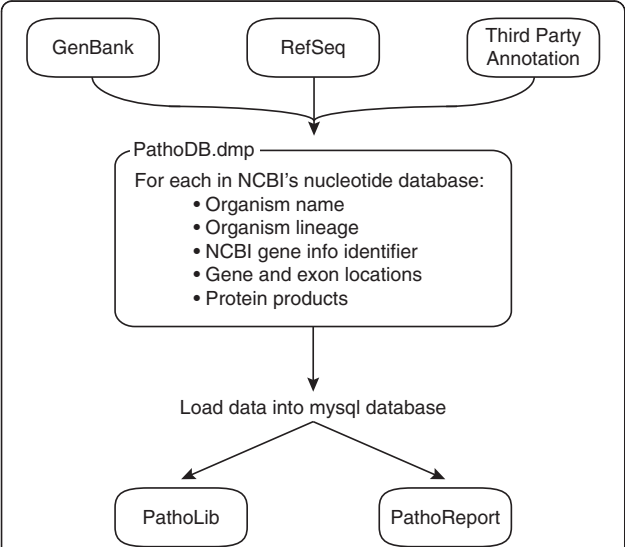 GenBank
RefSeq
Third Party
Annotation
PathoDB.dmp
For each in NCBI's nucleotide database:
• Organism name
• Organism lineage
• NCBI gene info identifier
• Gene and exon locations
• Protein products
Load data into mysql database
PathoLib
PathoReport